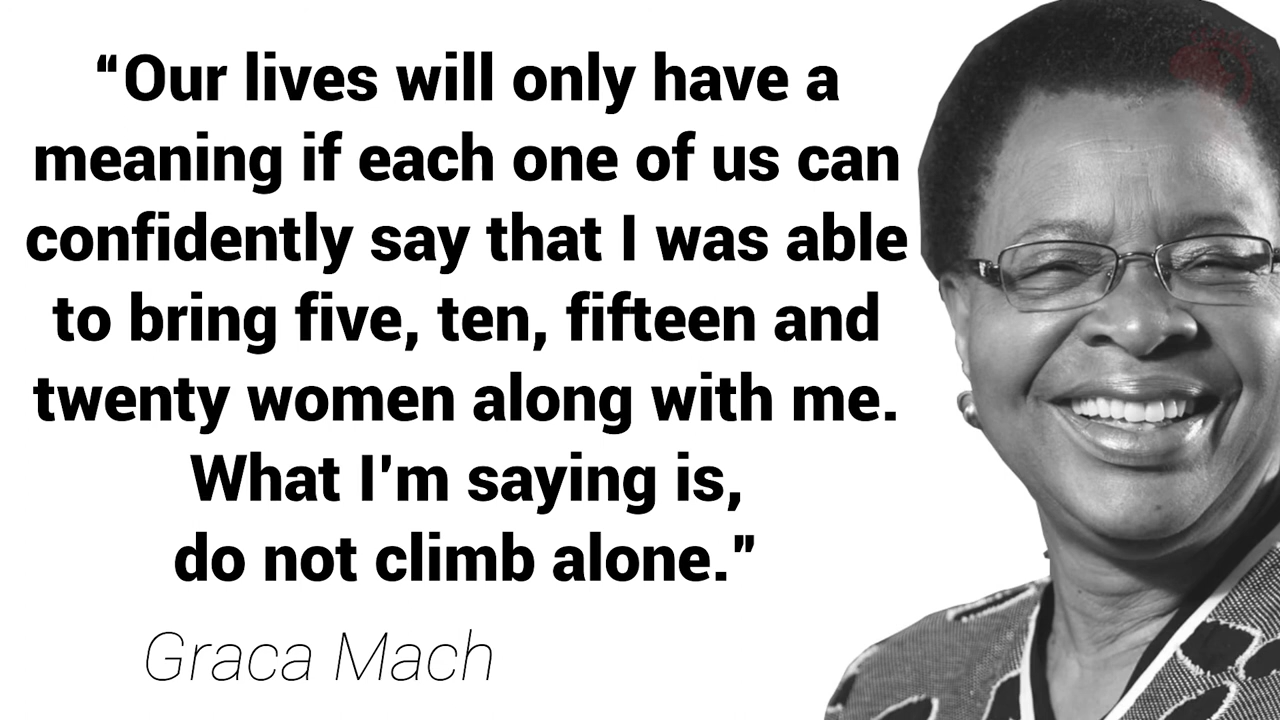 “Our lives will only have a
meaning if each one of us can
confidently say that I was able
to bring five, ten, fifteen and
twenty women along with me.
What I'm saying is,
do not climb alone.”
Graca Mach